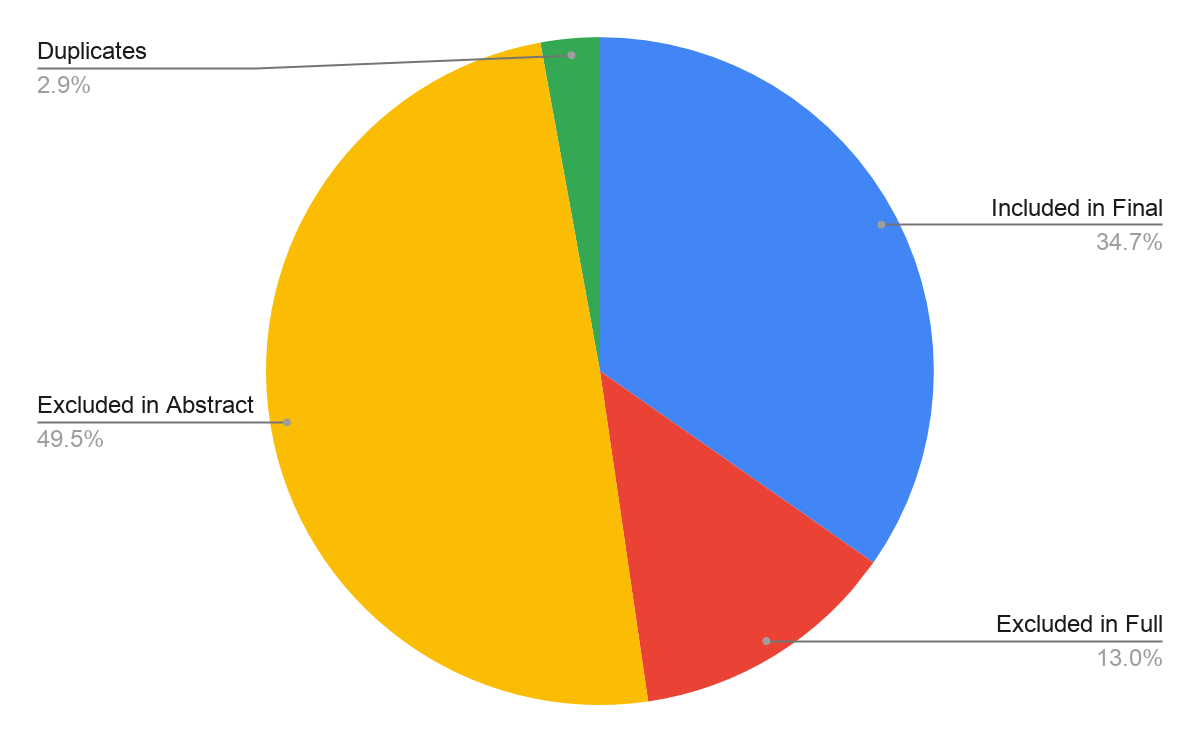 Duplicates
2.9%
Included in Final
34.7%
Excluded in Abstract
49.5%
Excluded in Full
13.0%